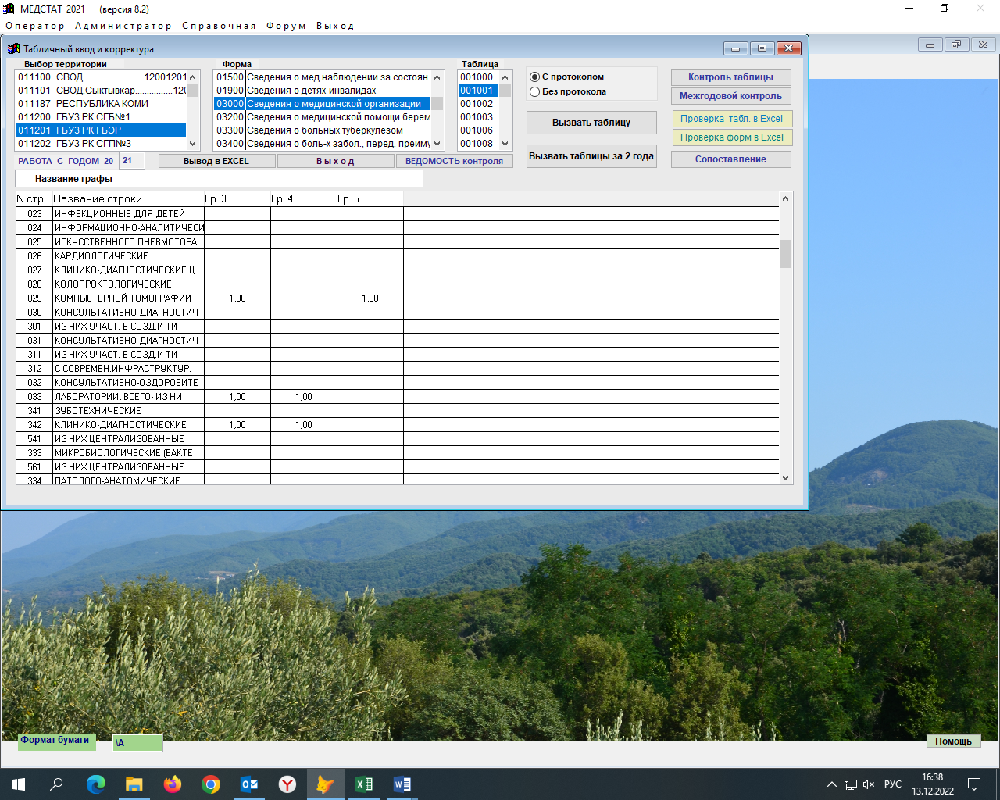 МЕДСТАТ 2021 (версия 8.2)
Оператор Администратор Справочная Форум Выход
Табличный ввод и корректура
Выбор территории Форма Таблица
011100 СВОД..........................12001201
011101 СВОД.Сыктывкар................120
011187 РЕСПУБЛИКА КОМИ
011200 ГБУЗ РК СГБ№1
011201 ГБУЗ РК ГБЭР
011202 ГБУЗ РК СГП№3
01500 Сведения о мед.наблюдении за состоян.
01900 Сведения о детях-инвалидах
03000 Сведения о медицинской организации
03200 Сведения о медицинской помощи берем
03300 Сведения о больных туберкулёзом
03400 Сведения о боль-х забол., перед. преиму
001000
001001
001002
001003
001006
001008
С протоколом
Без протокола
Вызвать таблицу
Вызвать таблицы за 2 года
Контроль таблицы
Межгодовой контроль
Проверка табл. в Excel
Проверка форм в Excel
Сопоставление
РАБОТА С ГОДОМ 20 21 Вывод в EXCEL Выход ВЕДОМОСТЬ контроля
Название графы
N стр. Название строки Гр. 3 Гр. 4 Гр. 5
023 ИНФЕКЦИОННЫЕ ДЛЯ ДЕТЕЙ
024 ИНФОРМАЦИОННО-АНАЛИТИЧЕСИ
025 ИСКУССТВЕННОГО ПНЕВМОТОРА
026 КАРДИОЛОГИЧЕСКИЕ
027 КЛИНИКО-ДИАГНОСТИЧЕСКИЕ Ц
028 КОЛОПРОКТОЛОГИЧЕСКИЕ
029 КОМПЬЮТЕРНОЙ ТОМОГРАФИИ 1,00 1,00
030 КОНСУЛЬТАТИВНО-ДИАГНОСТИЧ
301 ИЗ НИХ УЧАСТ. В СОЗД.И ТИ
031 КОНСУЛЬТАТИВНО-ДИАГНОСТИЧ
311 ИЗ НИХ УЧАСТ. В СОЗД.И ТИ
312 С СОВРЕМЕН.ИНФРАСТРУКТУР.
032 КОНСУЛЬТАТИВНО-ОЗДОРОВИТЕ
033 ЛАБОРАТОРИИ, ВСЕГО- ИЗ НИ 1,00 1,00
341 ЗУБОТЕХНИЧЕСКИЕ
342 КЛИНИКО-ДИАГНОСТИЧЕСКИЕ 1,00 1,00
541 ИЗ НИХ ЦЕНТРАЛИЗОВАННЫЕ
333 МИКРОБИОЛОГИЧЕСКИЕ (БАКТЕ
561 ИЗ НИХ ЦЕНТРАЛИЗОВАННЫЕ
334 ПАТОЛОГО-АНАТОМИЧЕСКИЕ
Формат бумаги \A Помощь
РУС 16:38
13.12.2022